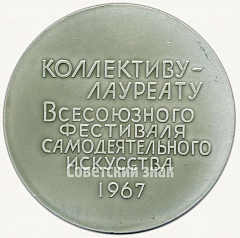 КОЛЛЕКТИВУ-
ЛАУРЕАТУ
ВСЕСОЮЗНОГО
ФЕСТИВАЛЯ
САМОДЕЯТЕЛЬНОГО
ИСКУССТВА
Советский знак
1967